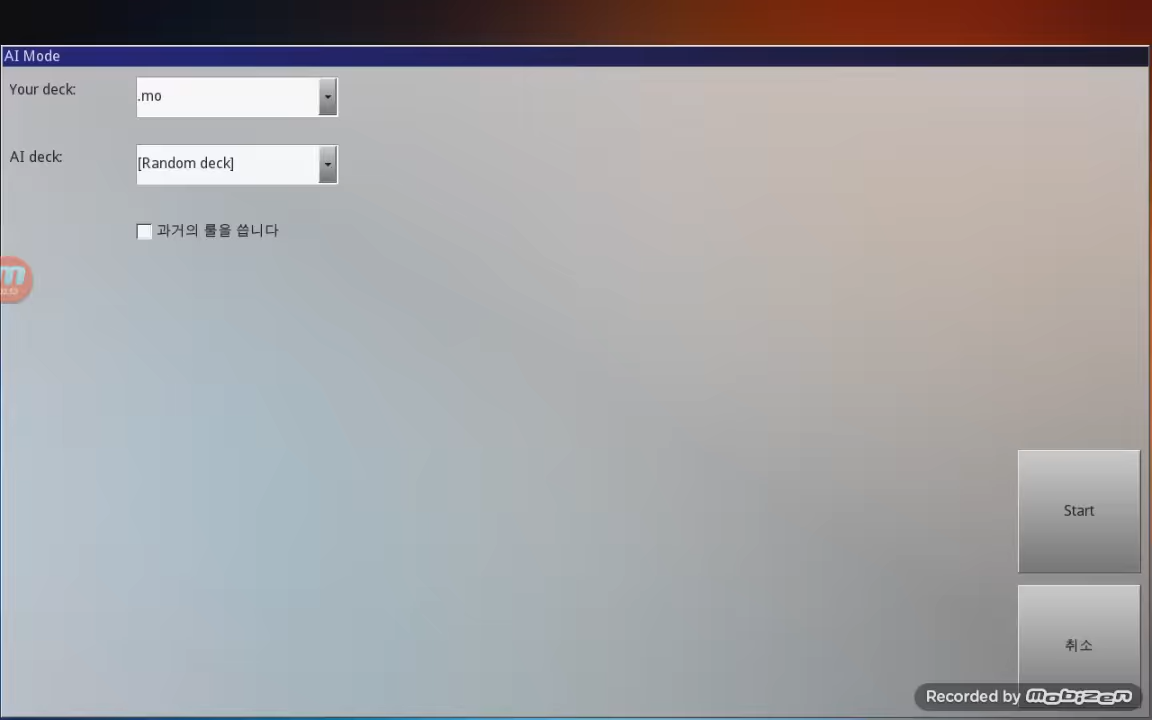 AI Mode
Your deck:
.mo
AI deck:
[Random deck]
과거의 룰을 씁니다
m
Start
취소
Recorded by mobizen